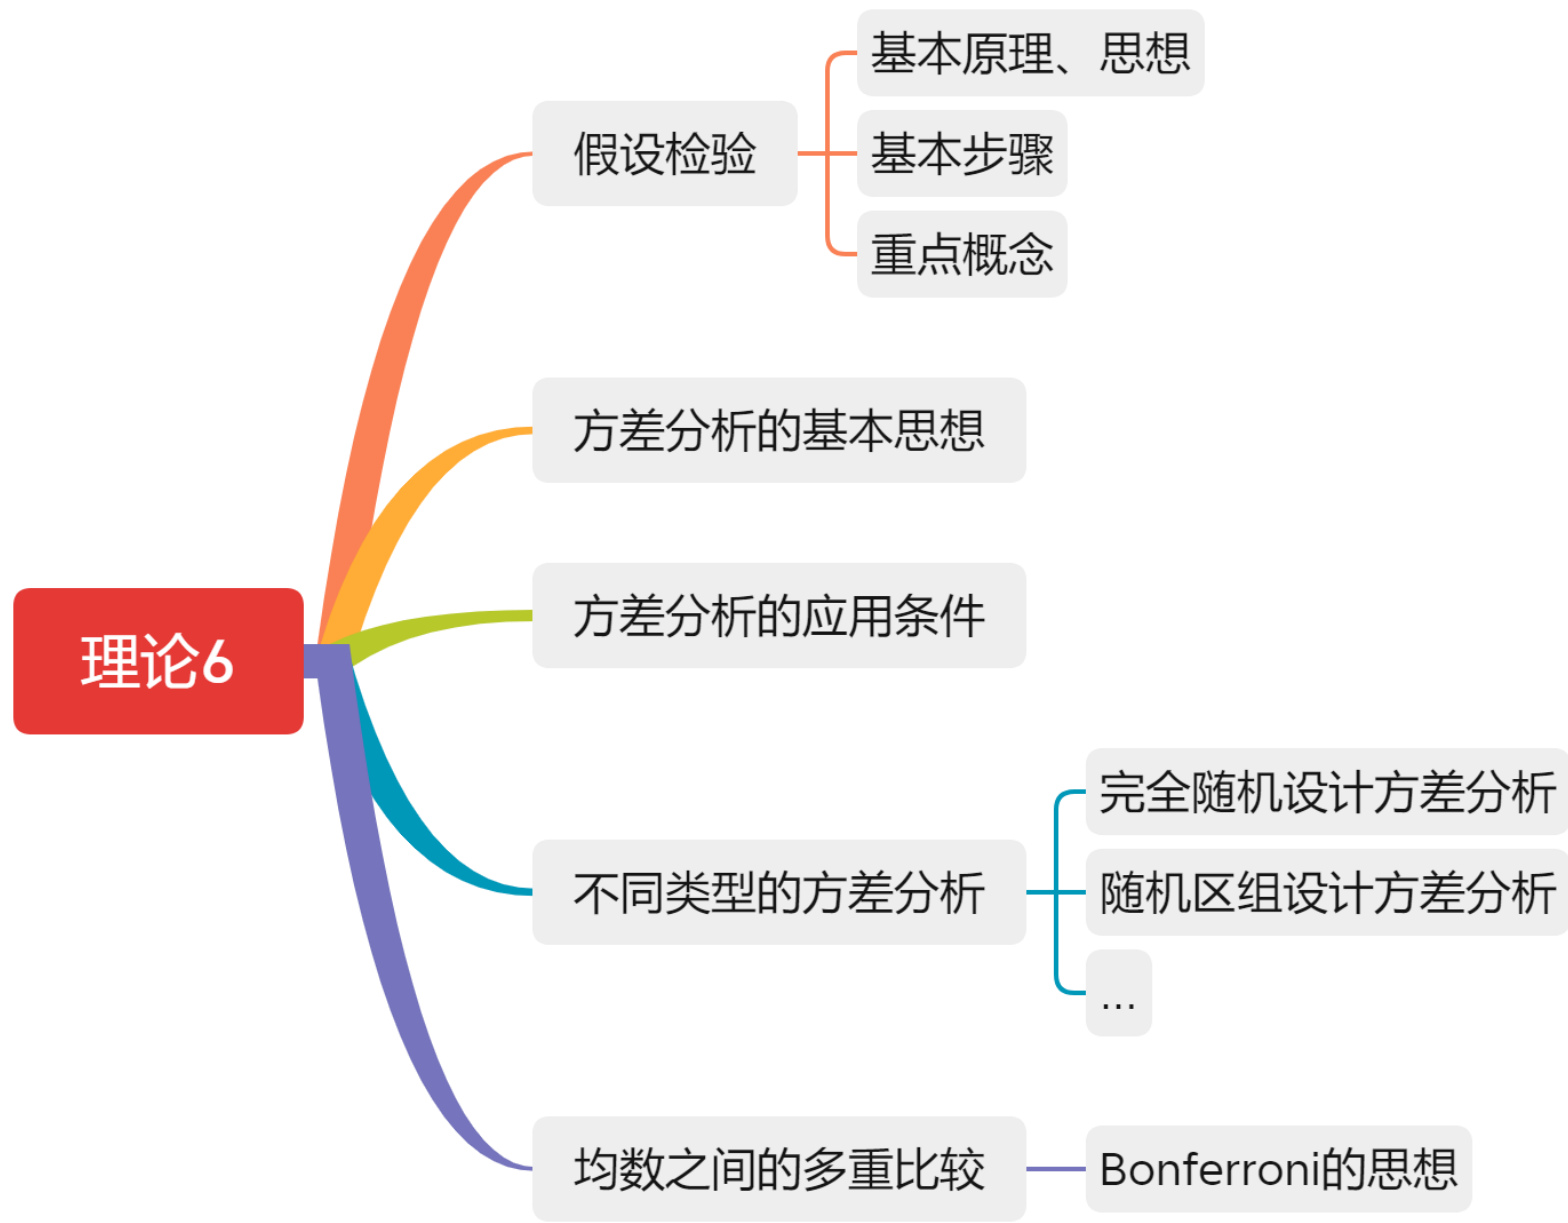 理论6
假设检验
基本原理、思想
基本步骤
重点概念
方差分析的基本思想
方差分析的应用条件
不同类型的方差分析
完全随机设计方差分析
随机区组设计方差分析
...
均数之间的多重比较
Bonferroni的思想